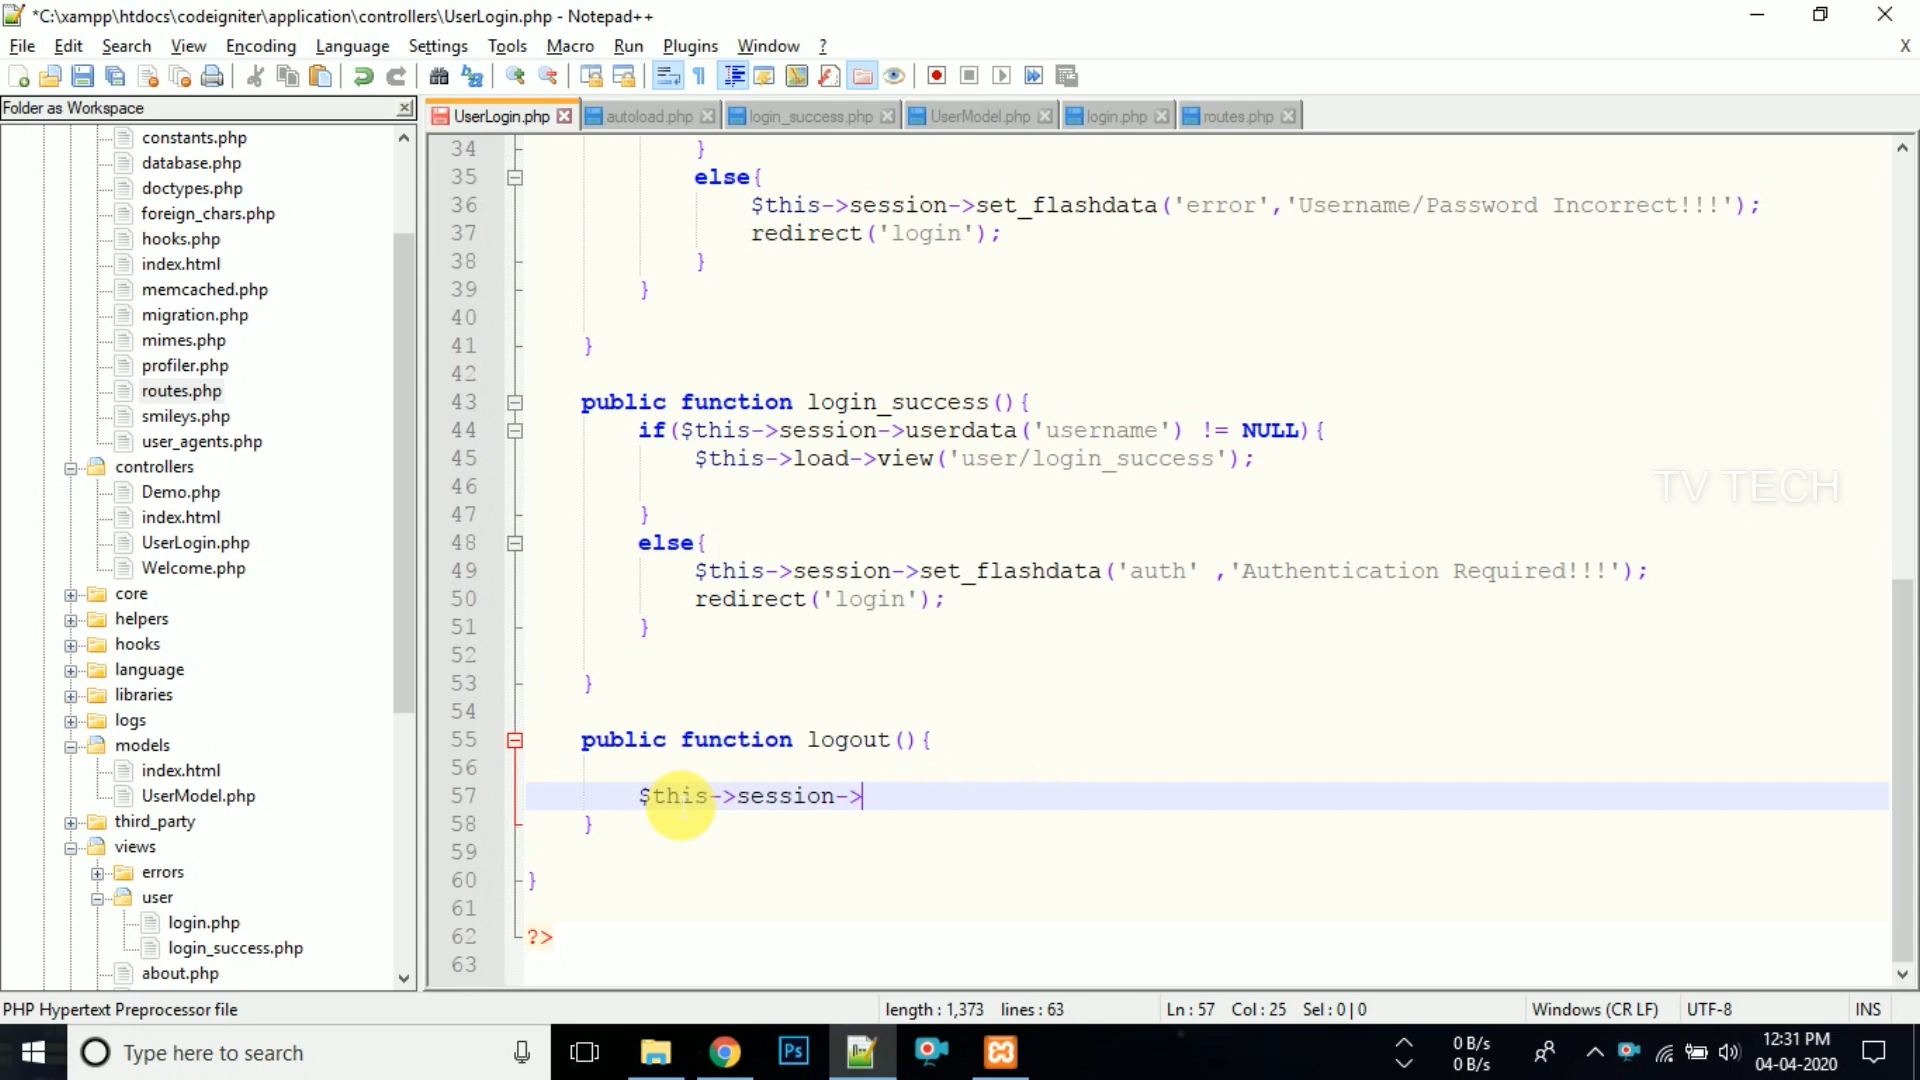 *C:\xampp\htdocs\codeigniter\application\controllers\UserLogin.php - Notepad++
File Edit Search View Encoding Language Settings Tools Macro Run Plugins Window ? X
Folder as Workspace
UserLogin.php autoload.php login_success.php UserModel.php login.php routes.php
constants.php
database.php
doctypes.php
foreign_chars.php
hooks.php
index.html
memcached.php
migration.php
mimes.php
profiler.php
routes.php
smileys.php
user_agents.php
controllers
Demo.php
index.html
UserLogin.php
Welcome.php
core
helpers
hooks
language
libraries
logs
models
index.html
UserModel.php
third_party
views
errors
user
login.php
login_success.php
about.php
34 }
35 else{
36 $this->session->set_flashdata('error','Username/Password Incorrect!!!');
37 redirect('login');
38 }
39 }
40
41 }
42
43 public function login_success(){
44 if($this->session->userdata('username') != NULL){
45 $this->load->view('user/login_success');
46
47 }
48 else{
49 $this->session->set_flashdata('auth' ,'Authentication Required!!!');
50 redirect('login');
51 }
52
53 }
54
55 public function logout(){
56
57 $this->session->
58 }
59
60 }
61
62 ?>
63
TV TECH
PHP Hypertext Preprocessor file length : 1,373 lines : 63 Ln : 57 Col : 25 Sel : 0 | 0 Windows (CR LF) UTF-8 INS
Type here to search
Ps
0 B/s
0 B/s
12:31 PM
04-04-2020